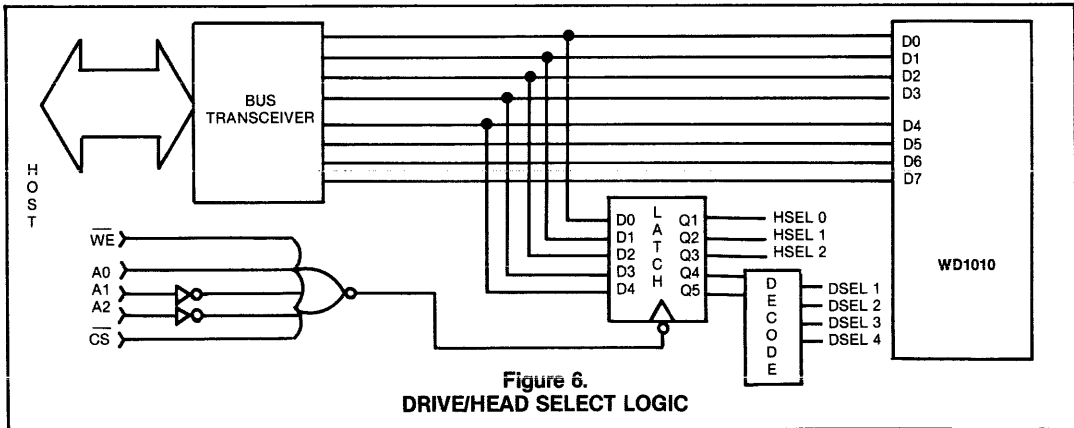 BUS
TRANSCEIVER
D0
D1
D2
D3
D4
D5
D6
D7
WD1010
HOST
WE
A0
A1
A2
CS
D0
D1
D2
D3
D4
LATCH
Q1
Q2
Q3
Q4
Q5
HSEL 0
HSEL 1
HSEL 2
DECODE
DSEL 1
DSEL 2
DSEL 3
DSEL 4
Figure 6.
DRIVE/HEAD SELECT LOGIC